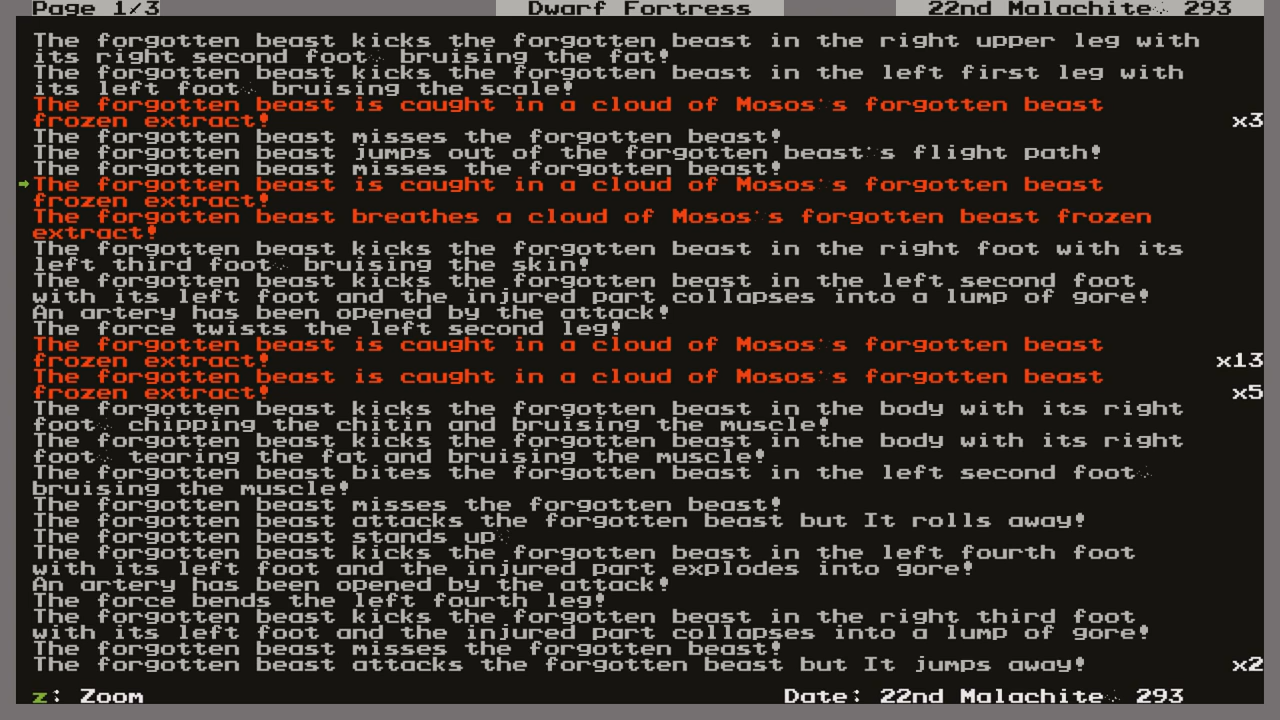 Page 1/3 Dwarf Fortress 22nd Malachite, 293
The forgotten beast kicks the forgotten beast in the right upper leg with
its right second foot, bruising the fat!
The forgotten beast kicks the forgotten beast in the left first leg with
its left foot, bruising the scale!
The forgotten beast is caught in a cloud of Mosos's forgotten beast
frozen extract! x3
The forgotten beast misses the forgotten beast!
The forgotten beast jumps out of the forgotten beast's flight path!
The forgotten beast misses the forgotten beast!
The forgotten beast is caught in a cloud of Mosos's forgotten beast
frozen extract!
The forgotten beast breathes a cloud of Mosos's forgotten beast frozen
extract!
The forgotten beast kicks the forgotten beast in the right foot with its
left third foot, bruising the skin!
The forgotten beast kicks the forgotten beast in the left second foot
with its left foot and the injured part collapses into a lump of gore!
An artery has been opened by the attack!
The force twists the left second leg!
The forgotten beast is caught in a cloud of Mosos's forgotten beast
frozen extract! x13
The forgotten beast is caught in a cloud of Mosos's forgotten beast
frozen extract! x5
The forgotten beast kicks the forgotten beast in the body with its right
foot, chipping the chitin and bruising the muscle!
The forgotten beast kicks the forgotten beast in the body with its right
foot, tearing the fat and bruising the muscle!
The forgotten beast bites the forgotten beast in the left second foot,
bruising the muscle!
The forgotten beast misses the forgotten beast!
The forgotten beast attacks the forgotten beast but It rolls away!
The forgotten beast stands up.
The forgotten beast kicks the forgotten beast in the left fourth foot
with its left foot and the injured part explodes into gore!
An artery has been opened by the attack!
The force bends the left fourth leg!
The forgotten beast kicks the forgotten beast in the right third foot
with its left foot and the injured part collapses into a lump of gore!
The forgotten beast misses the forgotten beast!
The forgotten beast attacks the forgotten beast but It jumps away! x2
z: Zoom Date: 22nd Malachite, 293